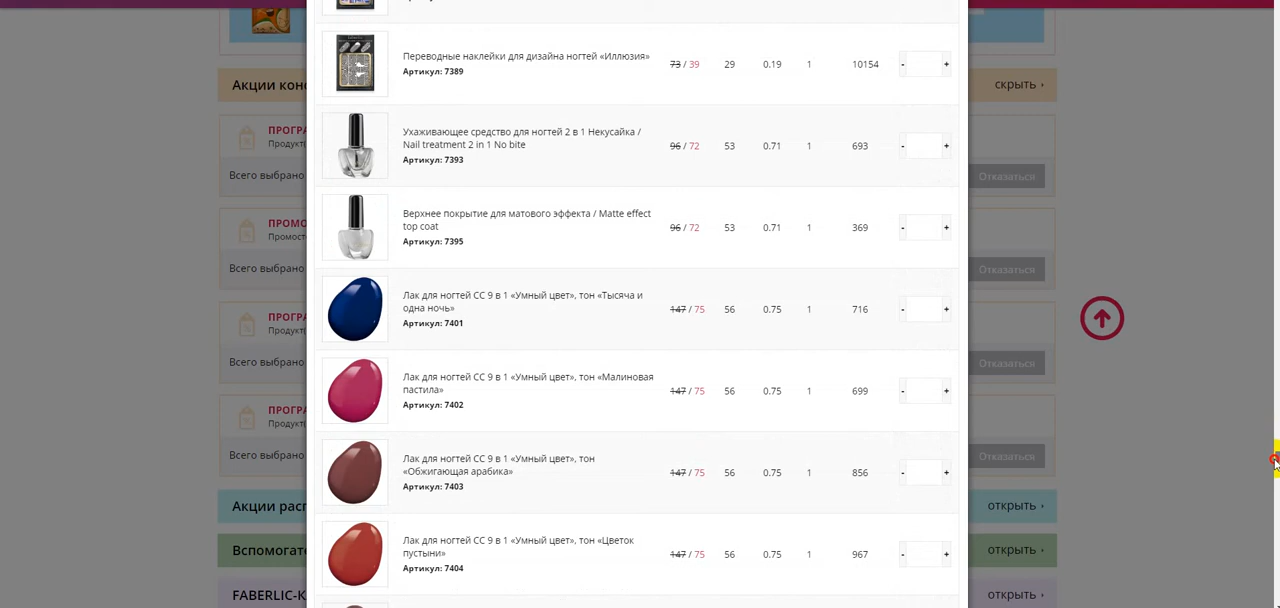 Переводные наклейки для дизайна ногтей «Иллюзия»
Артикул: 7389
73 / 39 29 0.19 1 10154 - +
Акции
скрыть ›
Ухаживающее средство для ногтей 2 в 1 Некусайка /
Nail treatment 2 in 1 No bite
Артикул: 7393
96 / 72 53 0.71 1 693 - +
ПРОГРА
Продукт(
Всего выбрано
Отказаться
Верхнее покрытие для матового эффекта / Matte effect
top coat
Артикул: 7395
96 / 72 53 0.71 1 369 - +
ПРОМО
Промост
Всего выбрано
Отказаться
Лак для ногтей СС 9 в 1 «Умный цвет», тон «Тысяча и
одна ночь»
Артикул: 7401
147 / 75 56 0.75 1 716 - +
ПРОГРА
Продукт(
Всего выбрано
Отказаться
Лак для ногтей СС 9 в 1 «Умный цвет», тон «Малиновая
пастила»
Артикул: 7402
147 / 75 56 0.75 1 699 - +
ПРОГРА
Продукт(
Всего выбрано
Отказаться
Лак для ногтей СС 9 в 1 «Умный цвет», тон
«Обжигающая арабика»
Артикул: 7403
147 / 75 56 0.75 1 856 - +
Акции расп
открыть ›
Лак для ногтей СС 9 в 1 «Умный цвет», тон «Цветок
пустыни»
Артикул: 7404
147 / 75 56 0.75 1 967 - +
Вспомогат
открыть ›
FABERLIC-К
открыть ›